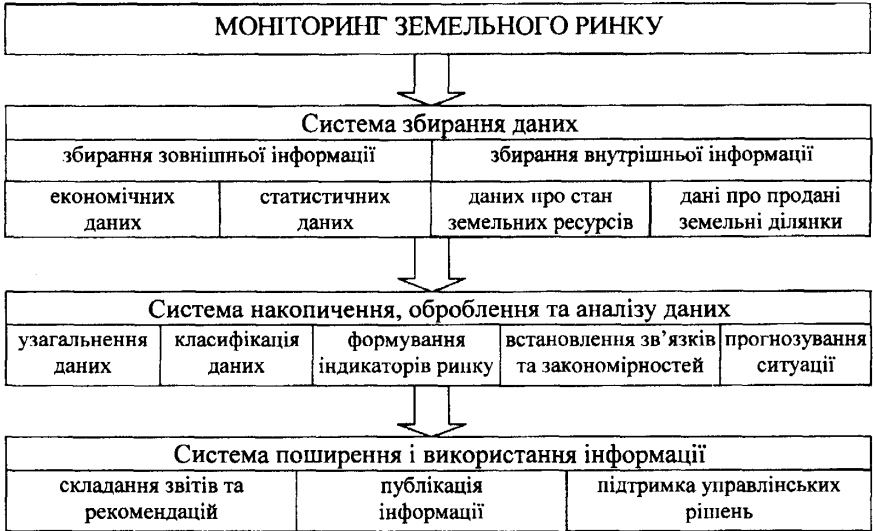 МОНІТОРИНГ ЗЕМЕЛЬНОГО РИНКУ
Система збирання даних
збирання зовнішньої інформації
збирання внутрішньої інформації
економічних
даних
статистичних
даних
даних про стан
земельних ресурсів
дані про продані
земельні ділянки
Система накопичення, оброблення та аналізу даних
узагальнення
даних
класифікація
даних
формування
індикаторів ринку
встановлення зв’язків
та закономірностей
прогнозування
ситуації
Система поширення і використання інформації
складання звітів та
рекомендацій
публікація
інформації
підтримка управлінських
рішень